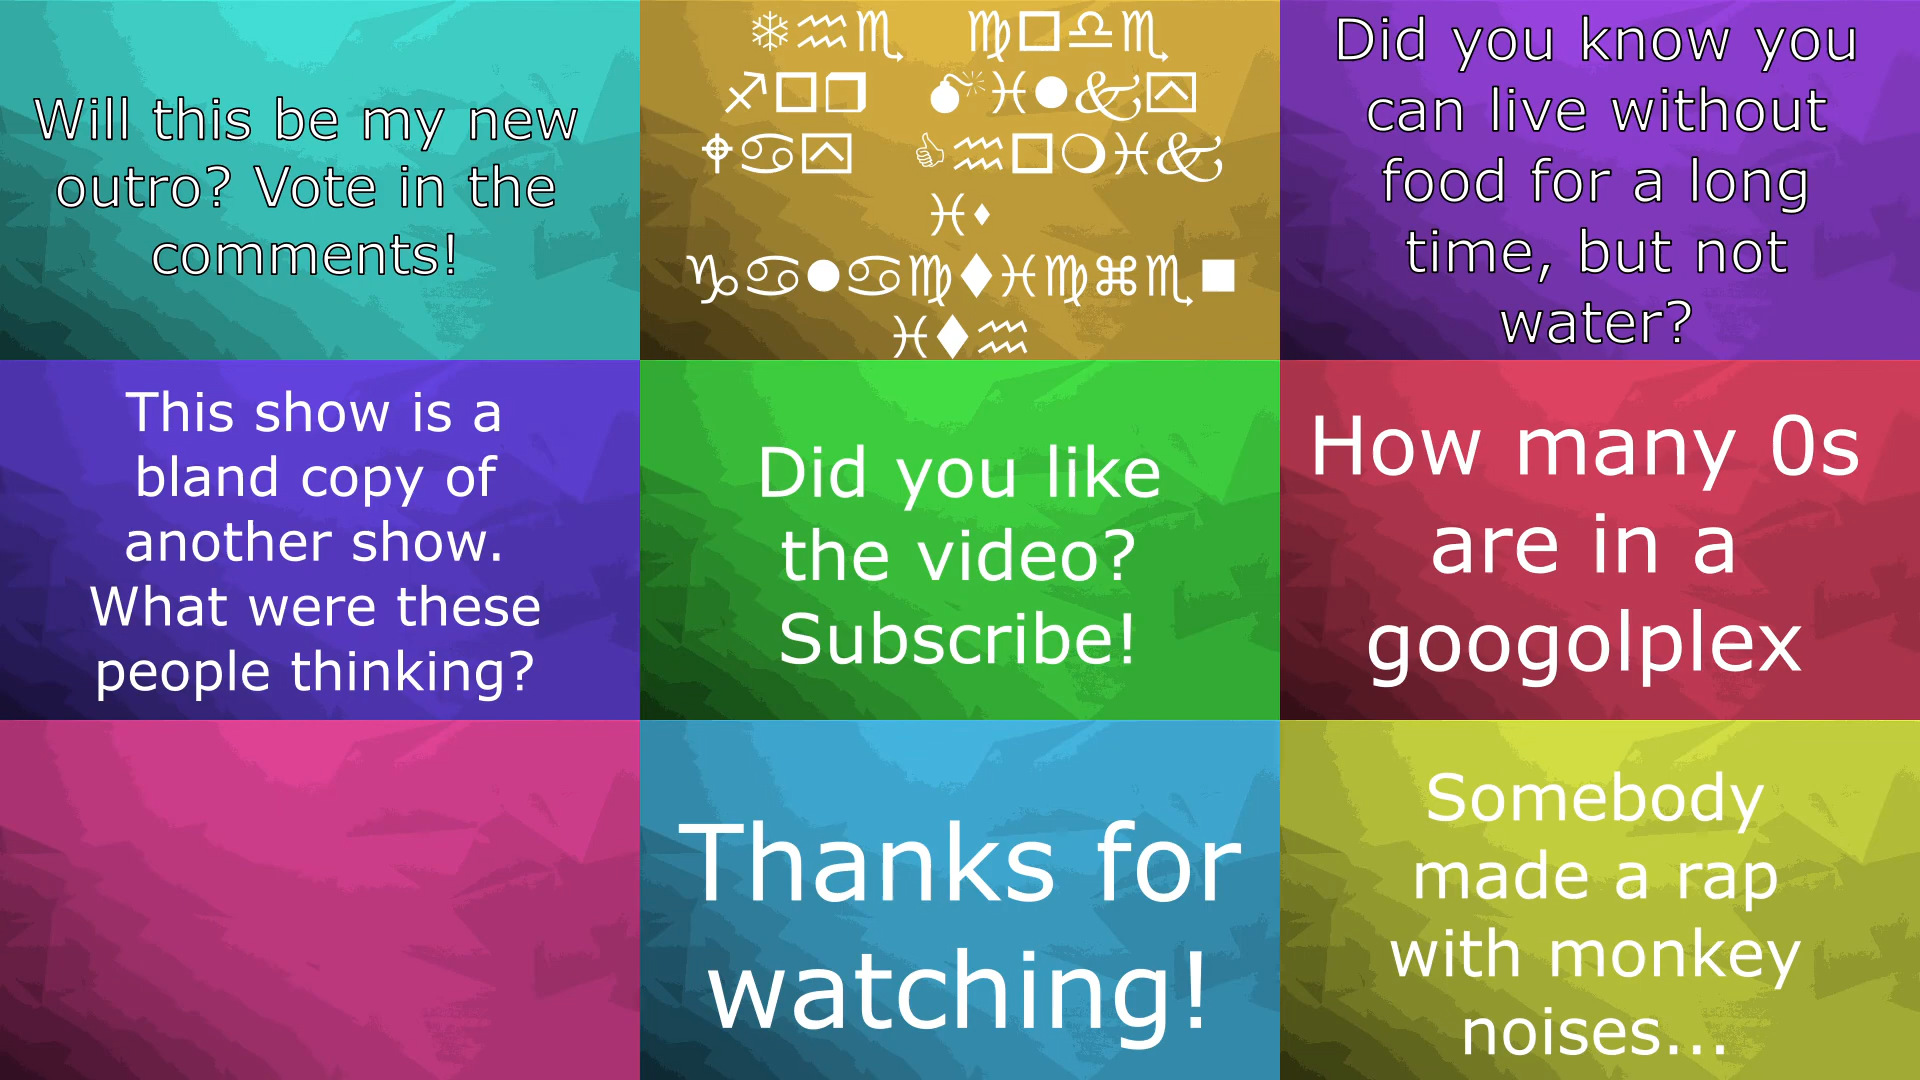 Will this be my new
outro? Vote in the
comments!
❄♒♏ ♍□♎♏
♐□❒ 💣♓●🙵⍓
🕈♋⍓ 👍♒□❍♓🙵
♓⬧
♑♋●♋♍⧫♓♍⌘♏■
♓⧫♒
Did you know you
can live without
food for a long
time, but not
water?
This show is a
bland copy of
another show.
What were these
people thinking?
Did you like
the video?
Subscribe!
How many 0s
are in a
googolplex
Thanks for
watching!
Somebody
made a rap
with monkey
noises...